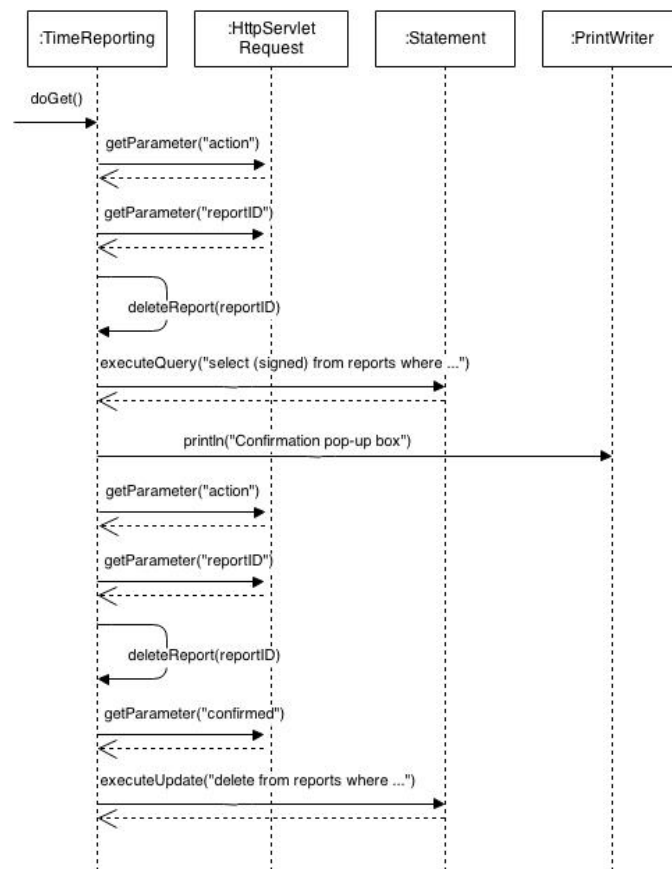 :TimeReporting
:HttpServlet
Request
:Statement
:PrintWriter
doGet()
getParameter("action")
getParameter("reportID")
deleteReport(reportID)
executeQuery("select (signed) from reports where ...")
println("Confirmation pop-up box")
getParameter("action")
getParameter("reportID")
deleteReport(reportID)
getParameter("confirmed")
executeUpdate("delete from reports where ...")